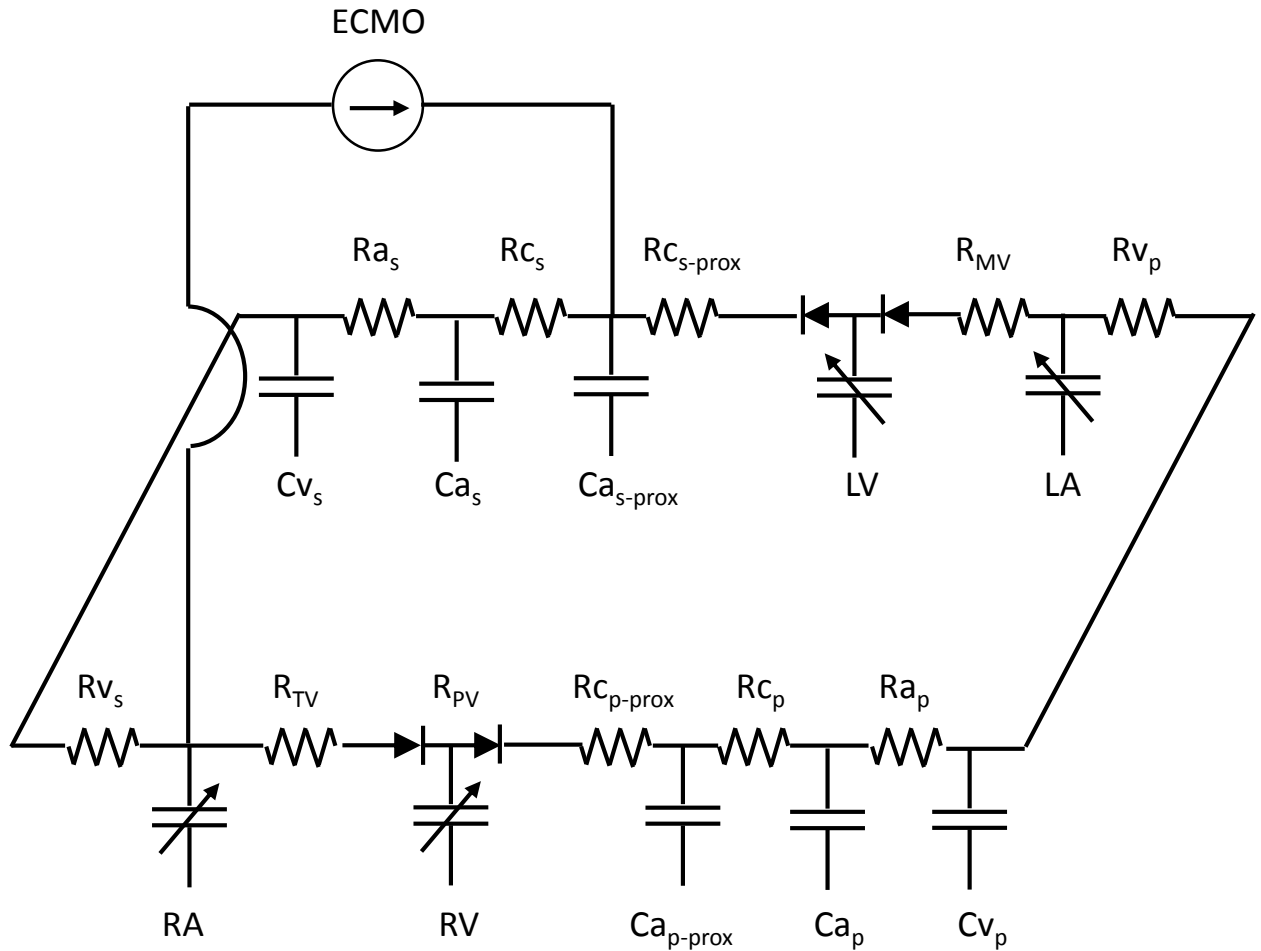 ECMO
Ra_s Rc_s Rc_s-prox R_MV Rv_p
Cv_s Ca_s Ca_s-prox LV LA
Rv_s R_TV R_PV Rc_p-prox Rc_p Ra_p
RA RV Ca_p-prox Ca_p Cv_p